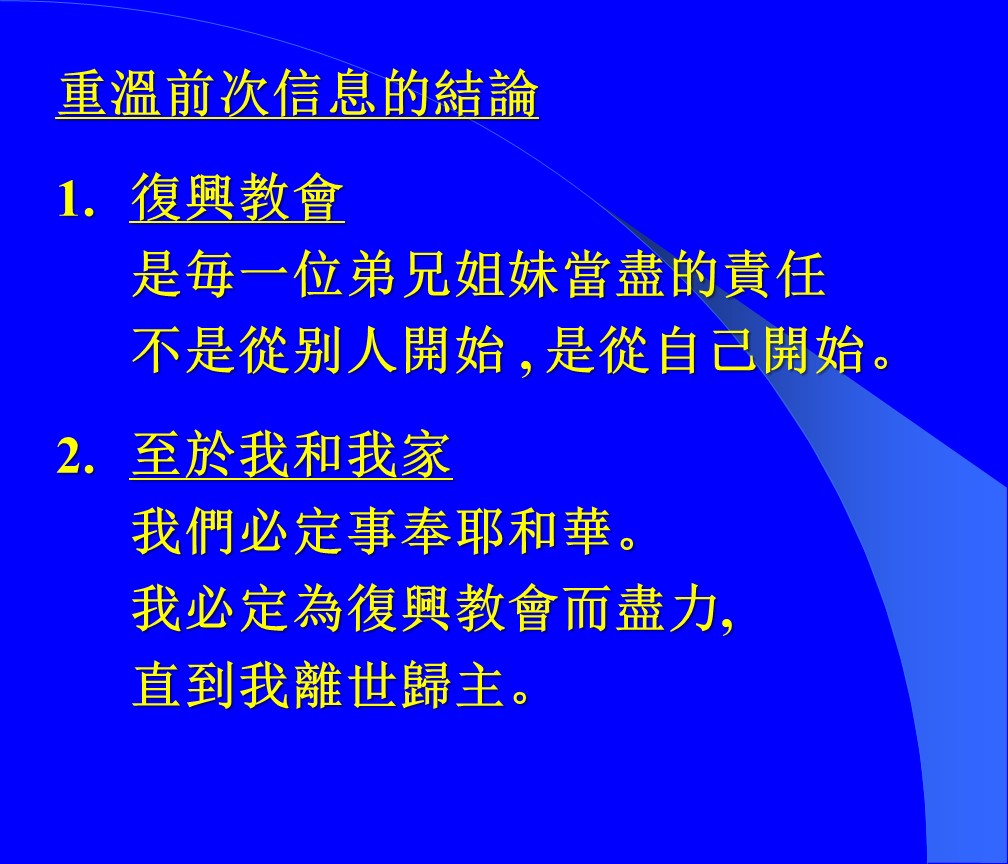 重溫前次信息的結論
1. 復興教會
是每一位弟兄姐妹當盡的責任
不是從别人開始 , 是從自己開始。
2. 至於我和我家
我們必定事奉耶和華。
我必定為復興教會而盡力,
直到我離世歸主。